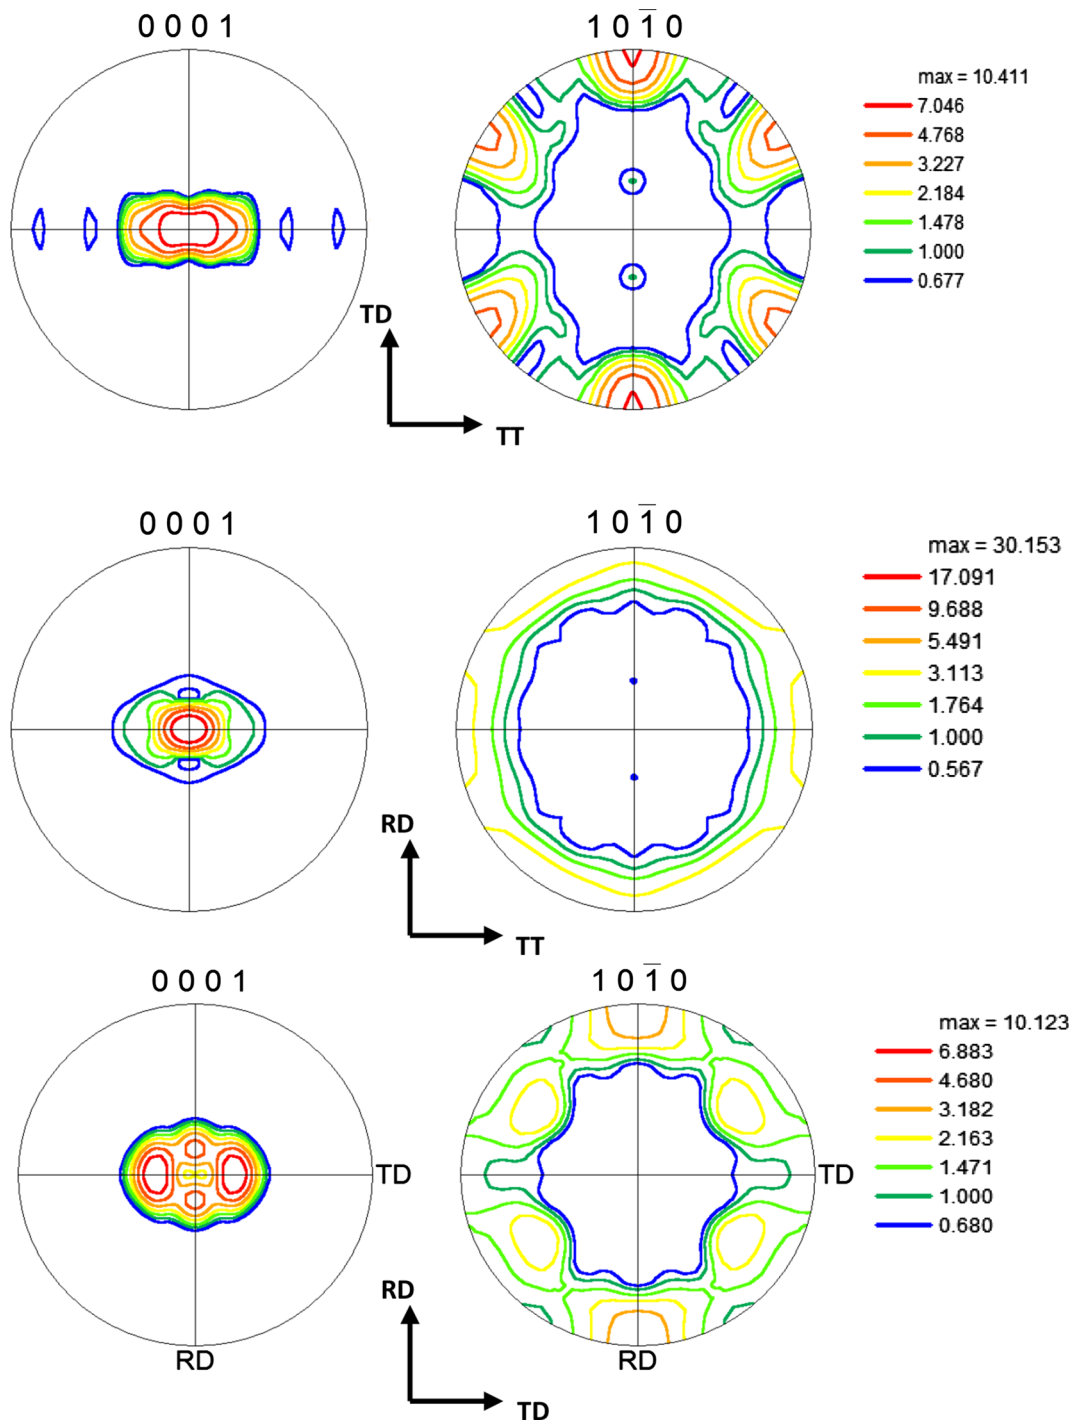 0 0 0 1
1 0 1̅ 0
max = 10.411
7.046
4.768
3.227
2.184
1.478
1.000
0.677
TD
TT
0 0 0 1
1 0 1̅ 0
max = 30.153
17.091
9.688
5.491
3.113
1.764
1.000
0.567
RD
TT
0 0 0 1
1 0 1̅ 0
max = 10.123
6.883
4.680
3.182
2.163
1.471
1.000
0.680
TD
TD
RD
RD
RD
TD